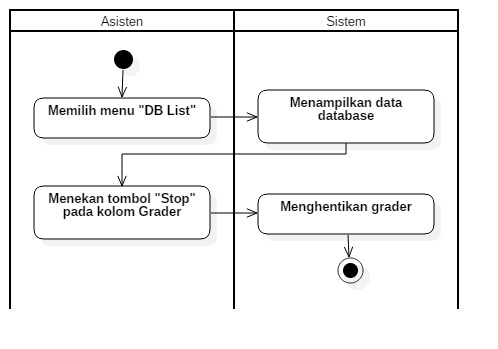 Asisten
Sistem
Memilih menu "DB List"
Menampilkan data
database
Menekan tombol "Stop"
pada kolom Grader
Menghentikan grader